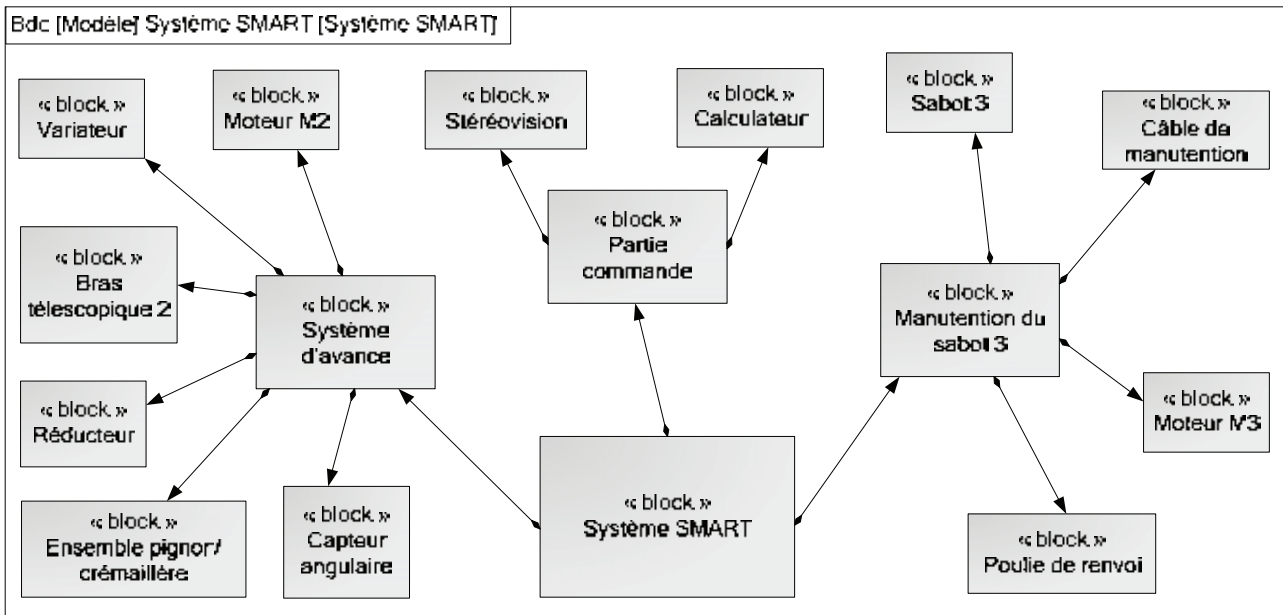 Bdc [Modèle] Système SMART [Système SMART]
« block »
Variateur
« block »
Moteur M2
« block »
Stéréovision
« block »
Calculateur
« block »
Sabot 3
« block »
Câble de
manutention
« block »
Bras
télescopique 2
« block »
Système
d'avance
« block »
Partie
commande
« block »
Manutention du
sabot 3
« block »
Réducteur
« block »
Moteur M3
« block »
Ensemble pignon/
crémaillère
« block »
Capteur
angulaire
« block »
Système SMART
« block »
Poulie de renvoi